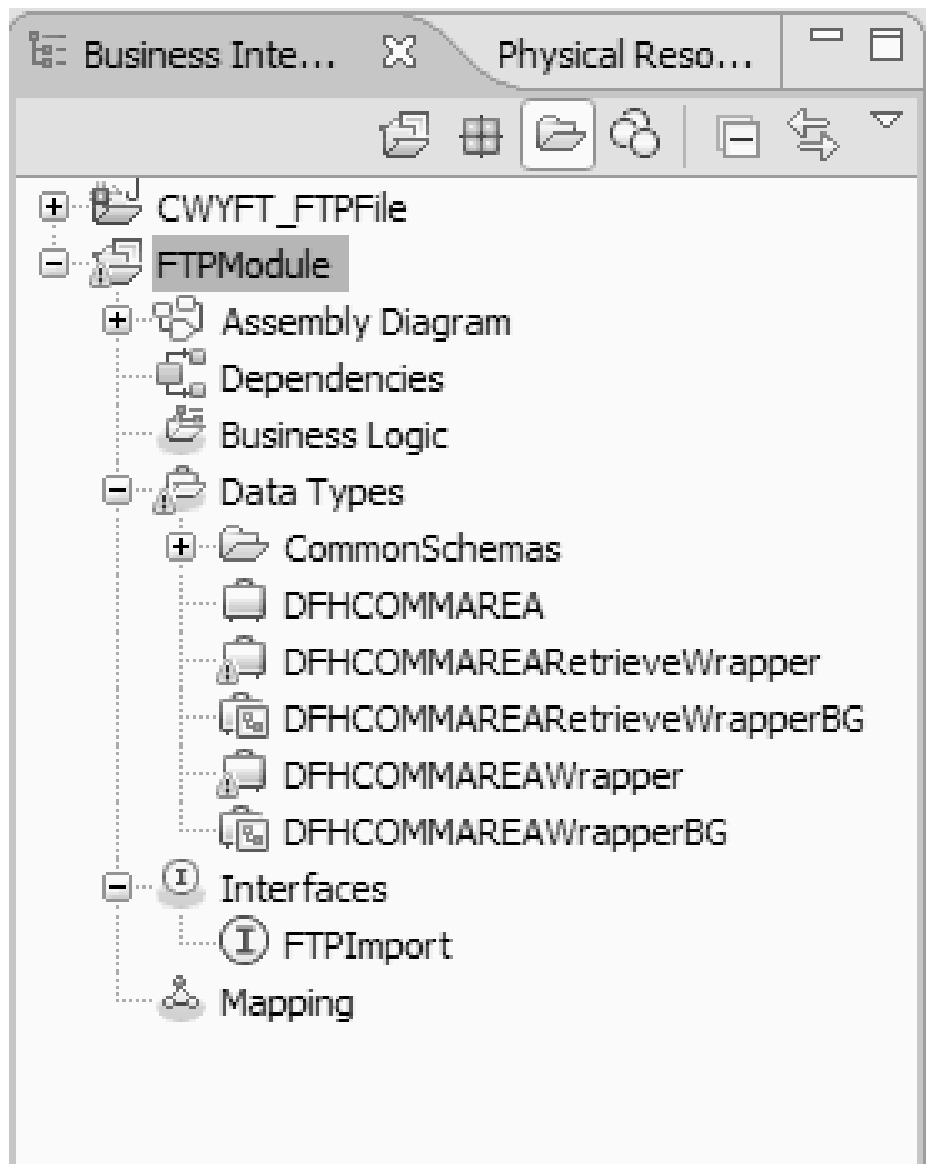 Business Inte...
Physical Reso...
CWYFT_FTPFile
FTPModule
Assembly Diagram
Dependencies
Business Logic
Data Types
CommonSchemas
DFHCOMMAREA
DFHCOMMAREARetrieveWrapper
DFHCOMMAREARetrieveWrapperBG
DFHCOMMAREAWrapper
DFHCOMMAREAWrapperBG
Interfaces
FTPImport
Mapping